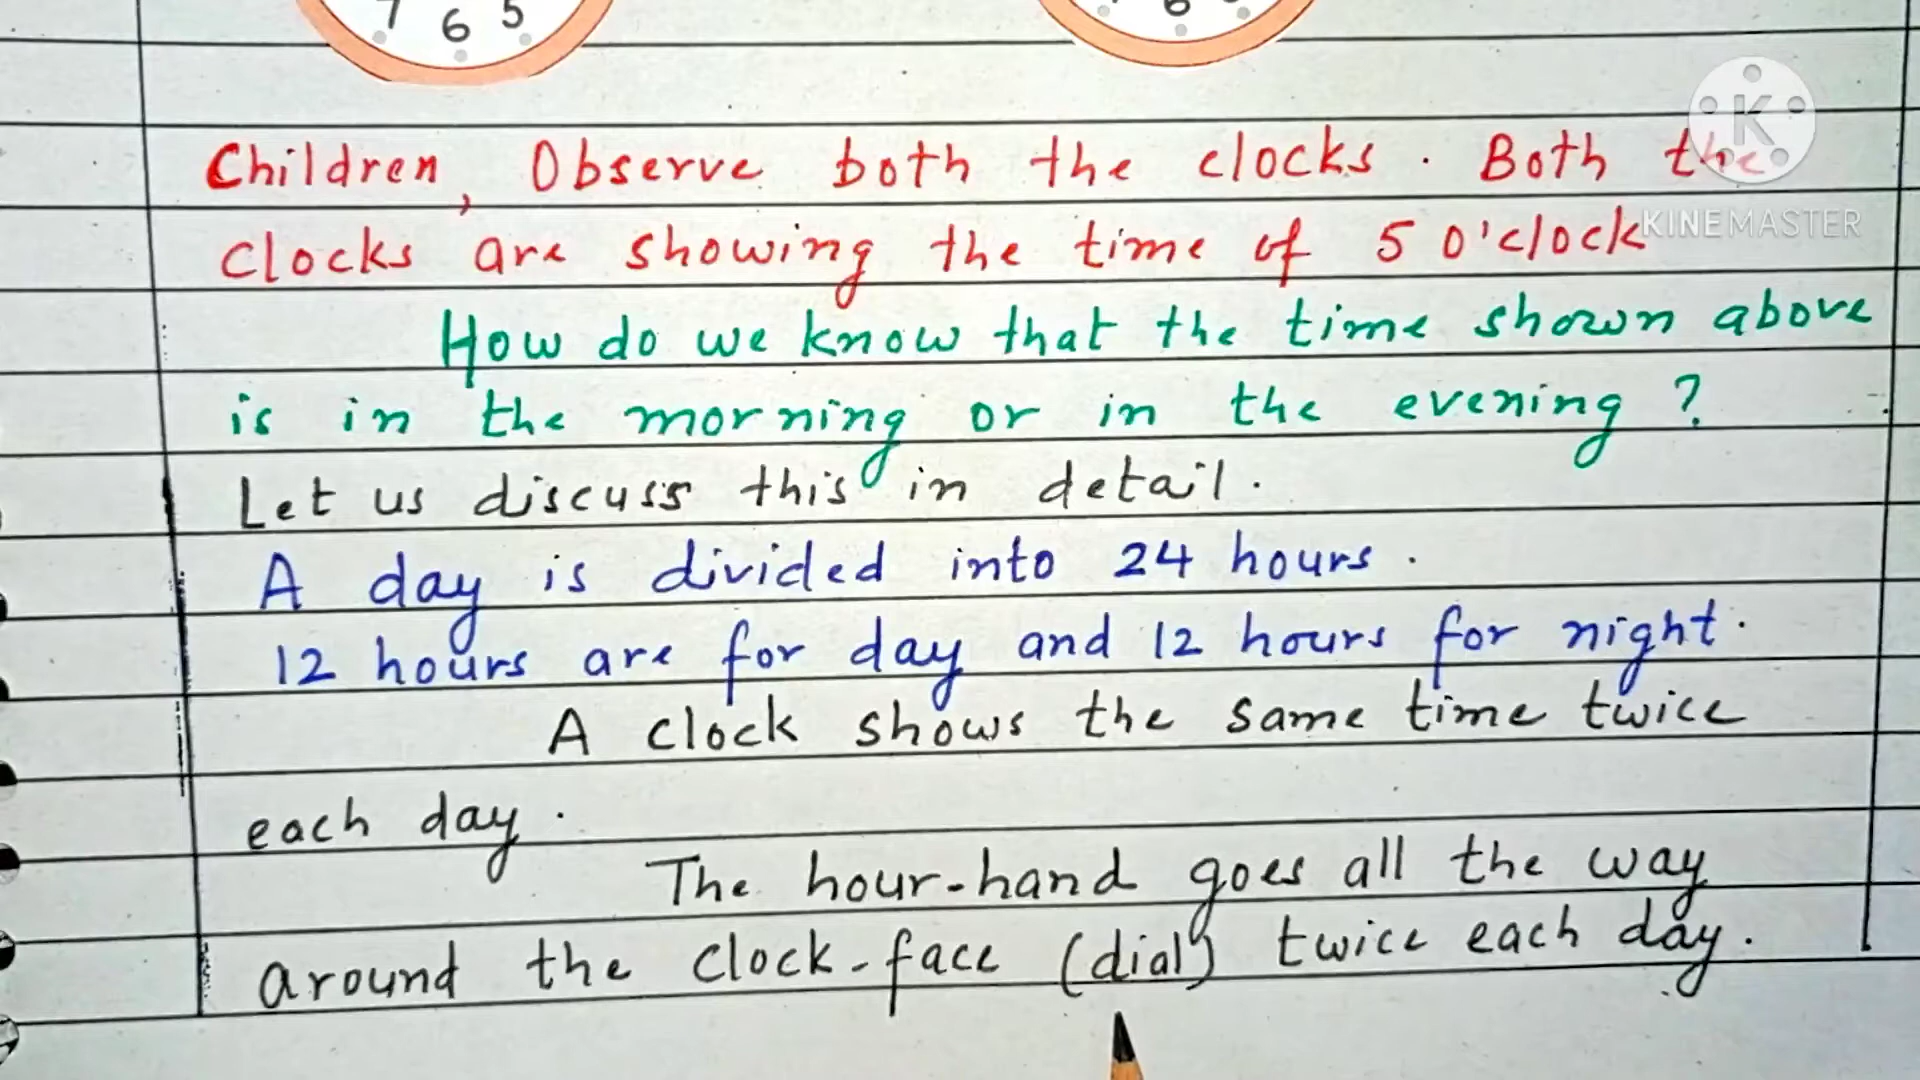 7 6 5
6
K
Children, Observe both the clocks. Both the
KINEMASTER
clocks are showing the time of 5 O'clock
How do we know that the time shown above
is in the morning or in the evening?
Let us discuss this in detail.
A day is divided into 24 hours.
12 hours are for day and 12 hours for night.
A clock shows the same time twice
each day.
The hour-hand goes all the way
around the clock-face (dial) twice each day.